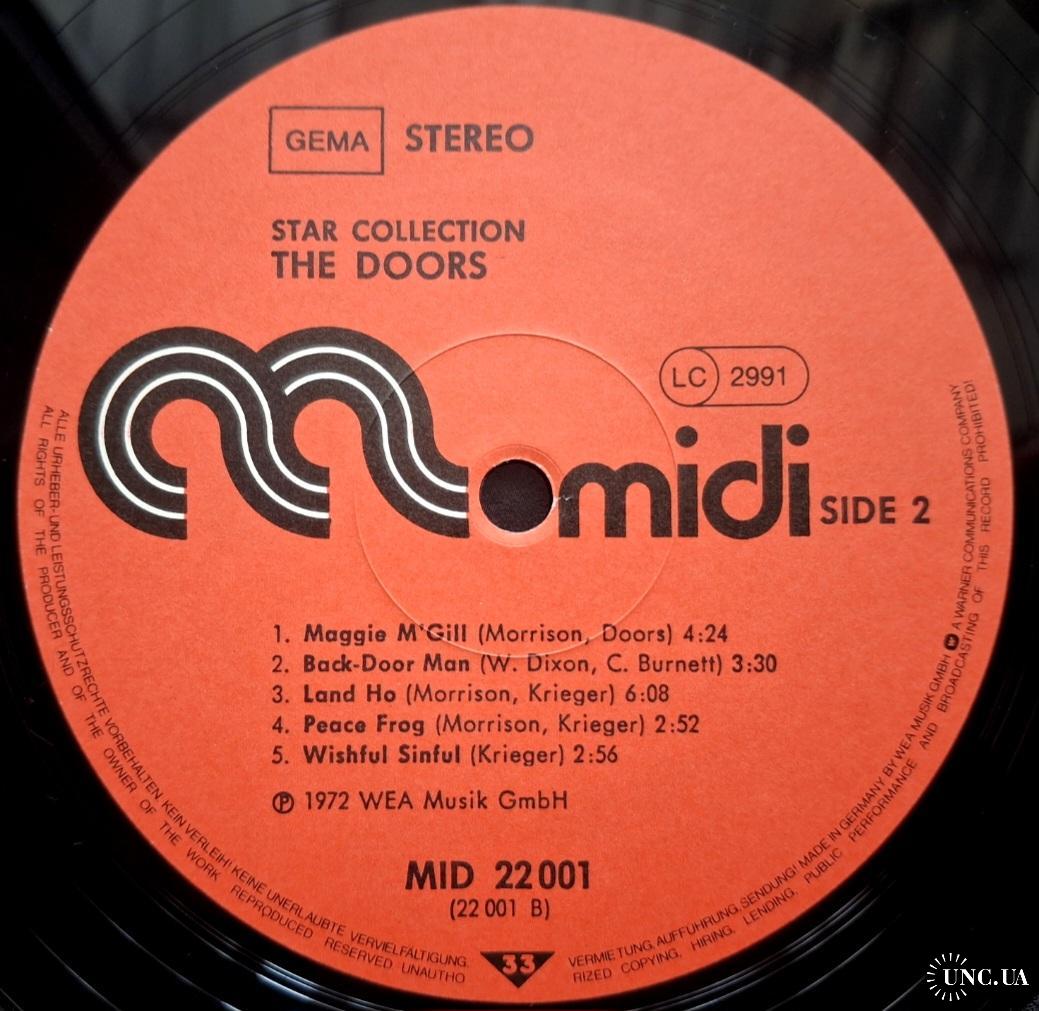 GEMA STEREO
STAR COLLECTION
THE DOORS
LC 2991
midi SIDE 2
1. Maggie M'Gill (Morrison, Doors) 4:24
2. Back-Door Man (W. Dixon, C. Burnett) 3:30
3. Land Ho (Morrison, Krieger) 6:08
4. Peace Frog (Morrison, Krieger) 2:52
5. Wishful Sinful (Krieger) 2:56
℗ 1972 WEA Musik GmbH
MID 22 001
(22 001 B)
33
ALLE URHEBER- UND LEISTUNGSSCHUTZRECHTE VORBEHALTEN KEIN VERLEIH! KEINE UNERLAUBTE VERVIELFÄLTIGUNG, VERMIETUNG, AUFFÜHRUNG, SENDUNG! MADE IN GERMANY BY WEA MUSIK GMBH A WARNER COMMUNICATIONS COMPANY
ALL RIGHTS OF THE PRODUCER AND OF THE OWNER OF THE WORK REPRODUCED RESERVED UNAUTHORIZED COPYING, HIRING, LENDING, PUBLIC PERFORMANCE AND BROADCASTING OF THIS RECORD PROHIBITED!
UNC.UA